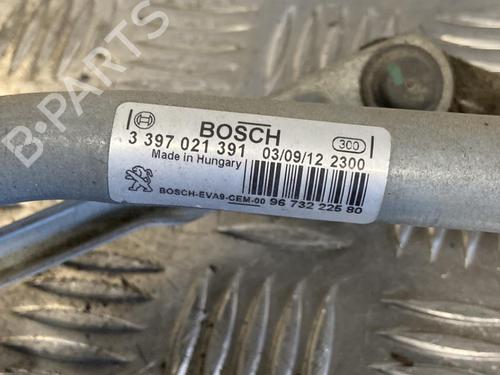 B-PARTS
BOSCH
300
3 397 021 391 03/09/12 2300
Made in Hungary
BOSCH-EVA9-CEM-00 96 732 225 80